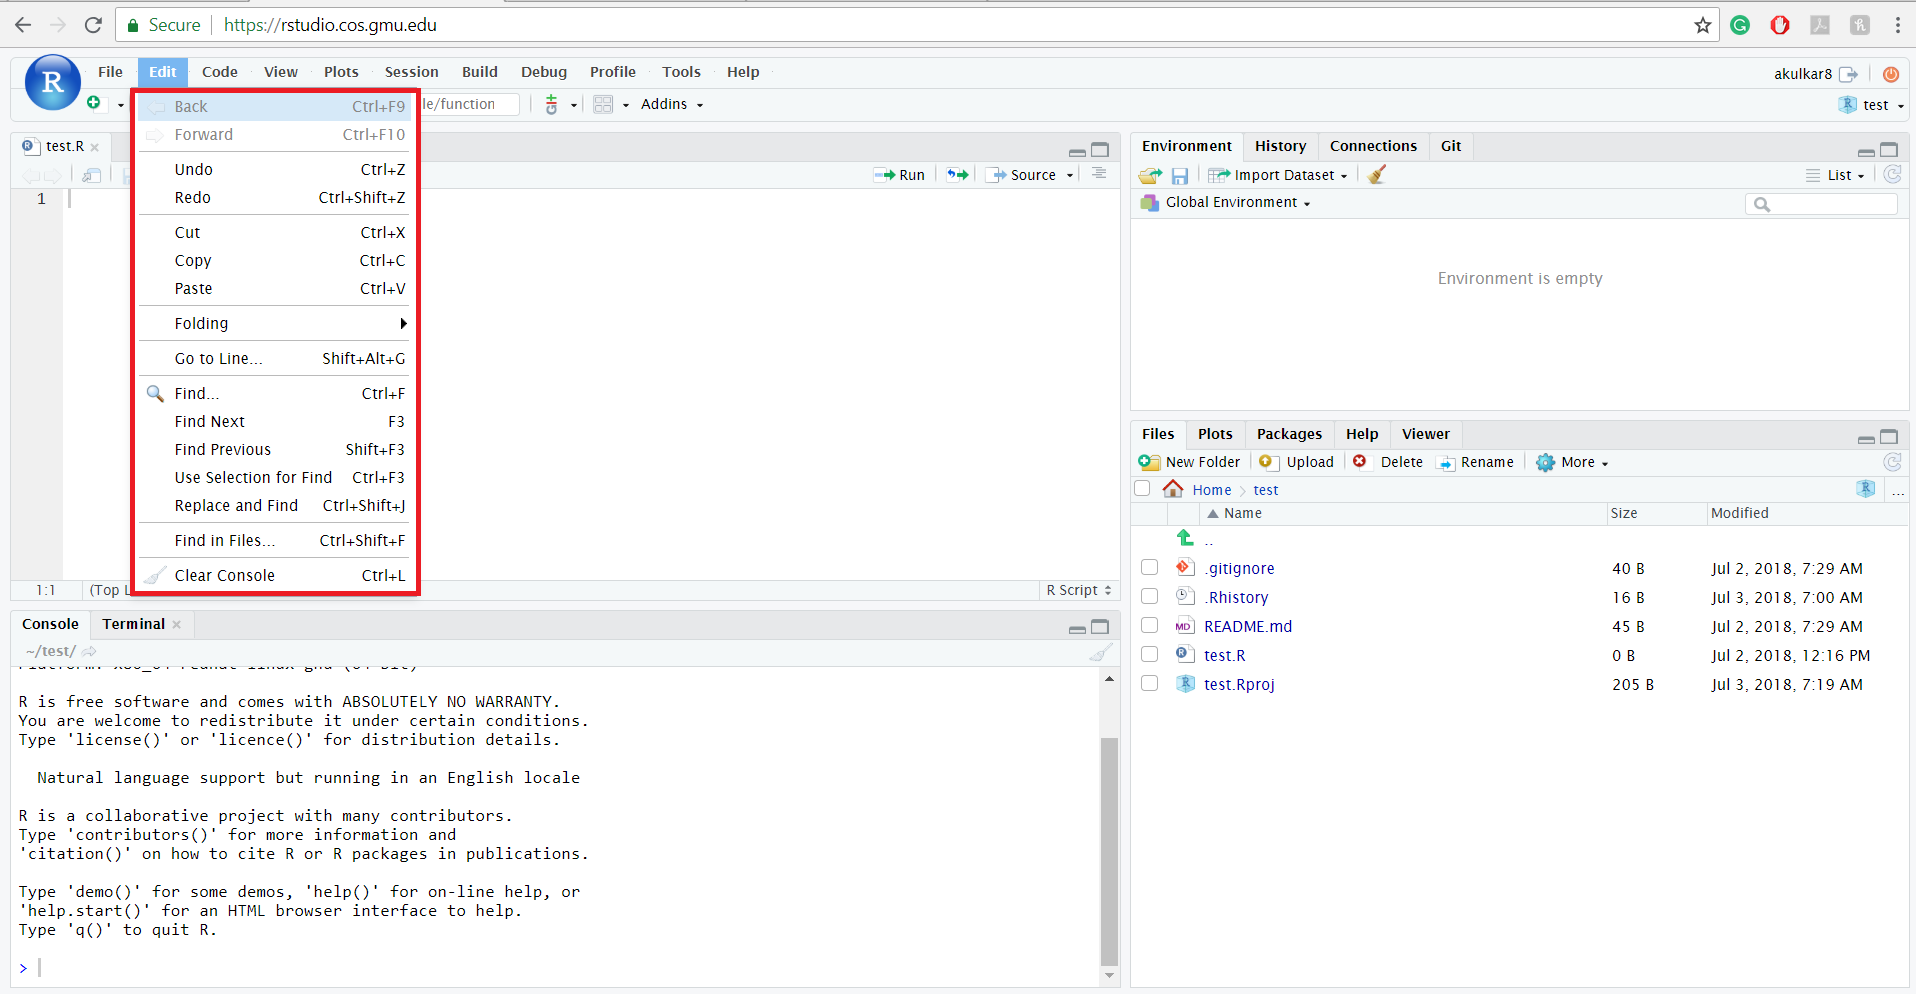 Secure https://rstudio.cos.gmu.edu
R File Edit Code View Plots Session Build Debug Profile Tools Help akulkar8
le/function Addins test
Back Ctrl+F9
Forward Ctrl+F10
Undo Ctrl+Z
Redo Ctrl+Shift+Z
Cut Ctrl+X
Copy Ctrl+C
Paste Ctrl+V
Folding
Go to Line... Shift+Alt+G
Find... Ctrl+F
Find Next F3
Find Previous Shift+F3
Use Selection for Find Ctrl+F3
Replace and Find Ctrl+Shift+J
Find in Files... Ctrl+Shift+F
Clear Console Ctrl+L
test.R
Run Source
1
1:1 (Top L R Script
Console Terminal
~/test/
R is free software and comes with ABSOLUTELY NO WARRANTY.
You are welcome to redistribute it under certain conditions.
Type 'license()' or 'licence()' for distribution details.
Natural language support but running in an English locale
R is a collaborative project with many contributors.
Type 'contributors()' for more information and
'citation()' on how to cite R or R packages in publications.
Type 'demo()' for some demos, 'help()' for on-line help, or
'help.start()' for an HTML browser interface to help.
Type 'q()' to quit R.
>
Environment History Connections Git
Import Dataset List
Global Environment
Environment is empty
Files Plots Packages Help Viewer
New Folder Upload Delete Rename More
Home test ...
Name Size Modified
..
.gitignore 40 B Jul 2, 2018, 7:29 AM
.Rhistory 16 B Jul 3, 2018, 7:00 AM
MD README.md 45 B Jul 2, 2018, 7:29 AM
test.R 0 B Jul 2, 2018, 12:16 PM
test.Rproj 205 B Jul 3, 2018, 7:19 AM